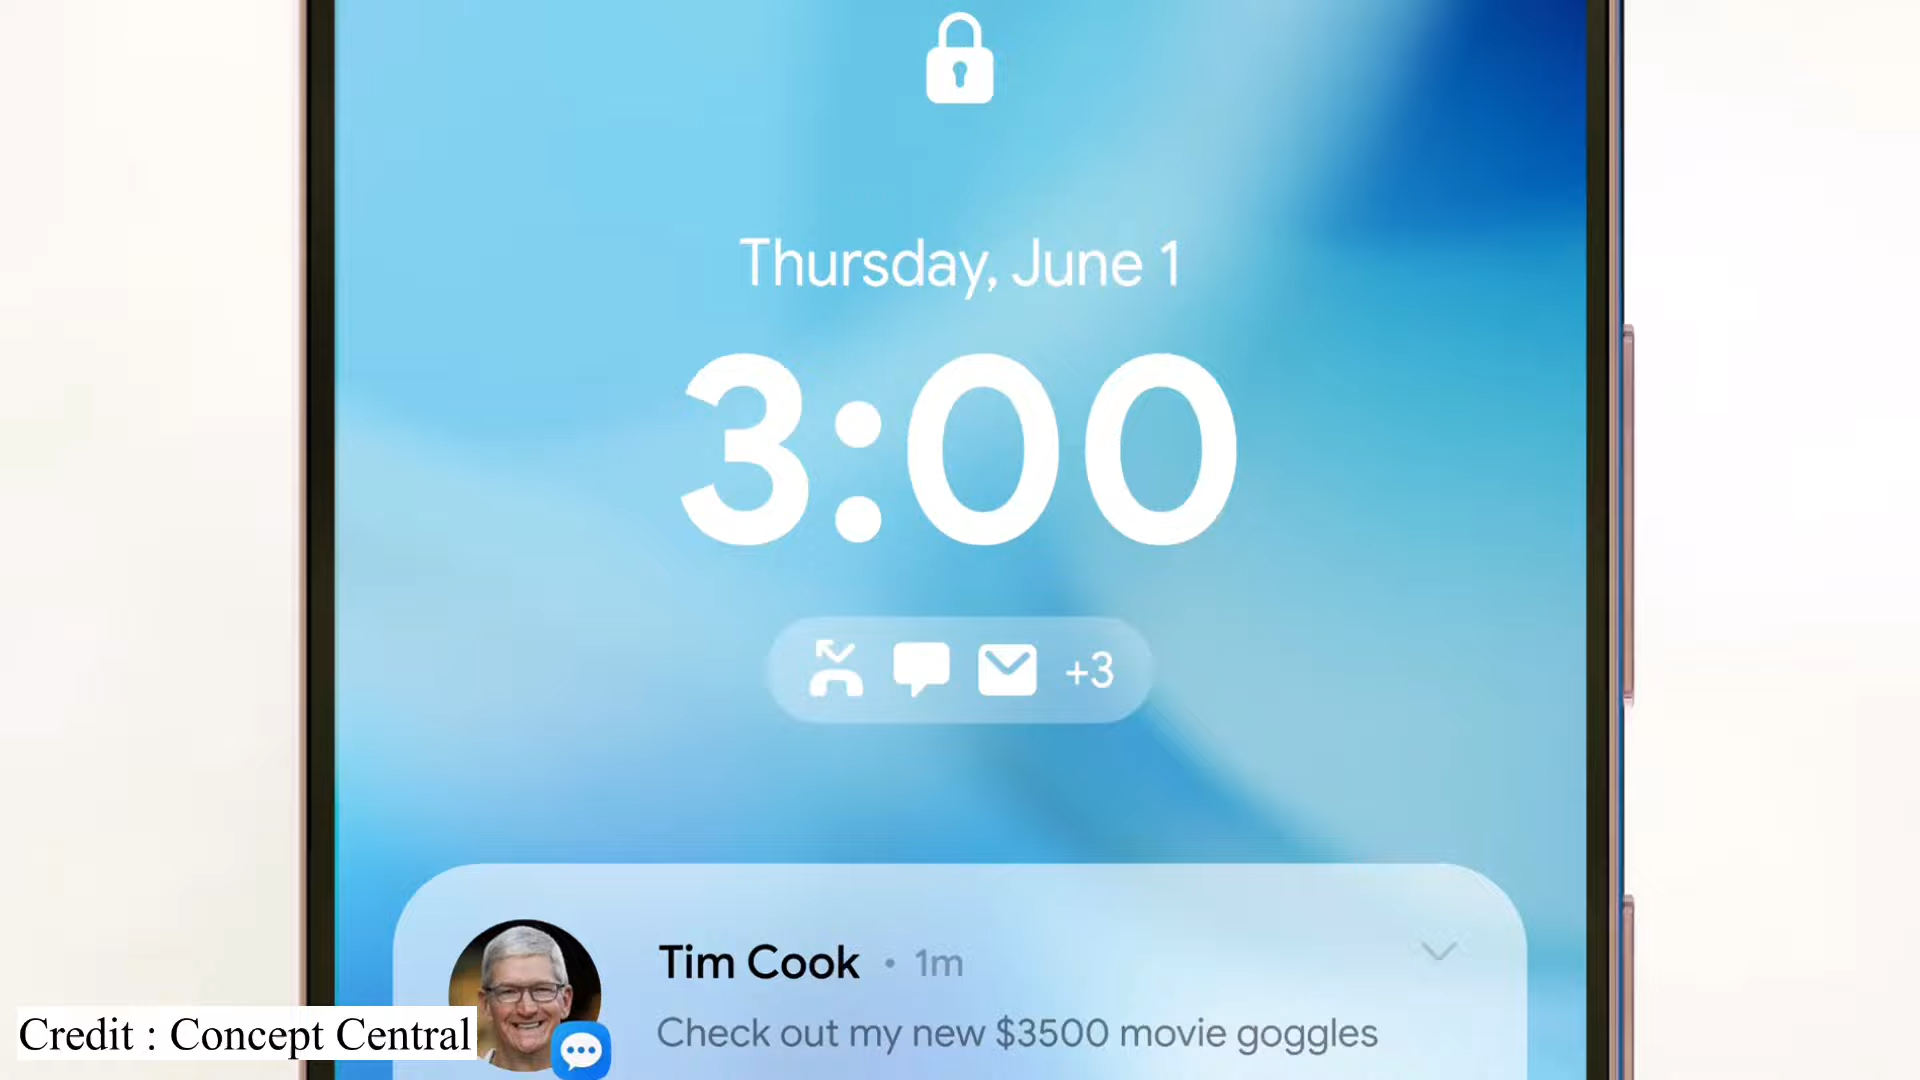 Thursday, June 1
3:00
+3
Tim Cook • 1m
Check out my new $3500 movie goggles
Credit : Concept Central